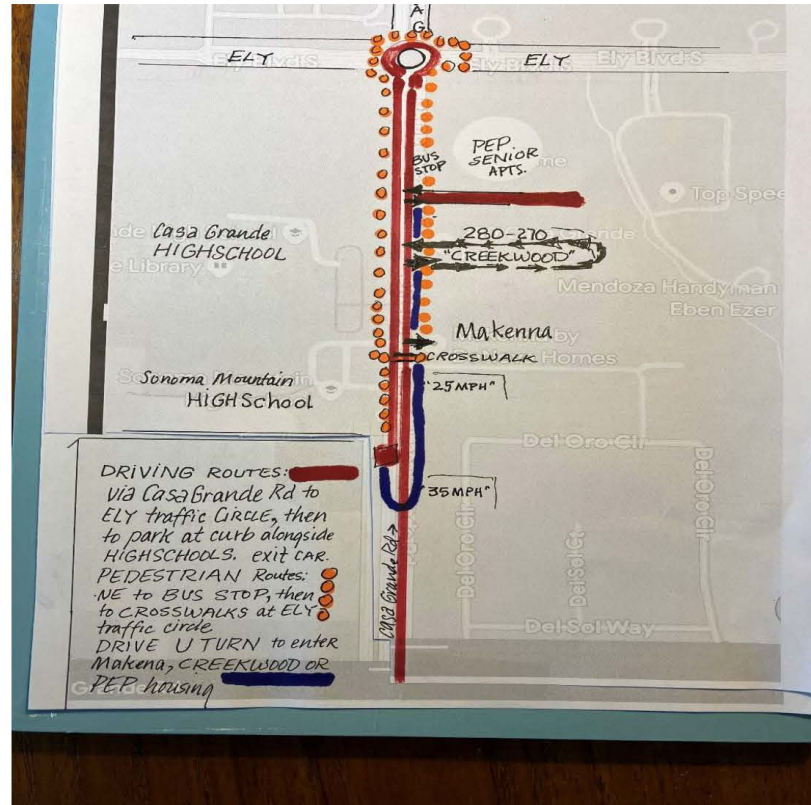 A
G
ELY
ELY
Ely Blvd S
Ely Blvd S
BUS
STOP
PEP
SENIOR
APTS.
me
Top Spee
Casa Grande
HIGHSCHOOL
Library
280-270
"CREEKWOOD"
Mendoza Handyman
Eben Ezer
Makenna
by
CROSSWALK
Homes
Sonoma Mountain
HIGHSchool
"25MPH"
Del Oro Cir
Del Oro Cir
"35MPH"
Del Oro Cir
Del Sol Ct
Casa Grande Rd →
Del Sol Way
DRIVING ROUTES:
via Casa Grande Rd to
ELY traffic CIRCLE, then
to park at curb alongside
HIGHSCHOOLS. exit CAR.
PEDESTRIAN Routes:
·NE to BUS STOP, then
to CROSSWALKS at ELY
traffic circle
DRIVE U TURN to enter
Makena, CREEKWOOD OR
PEP housing